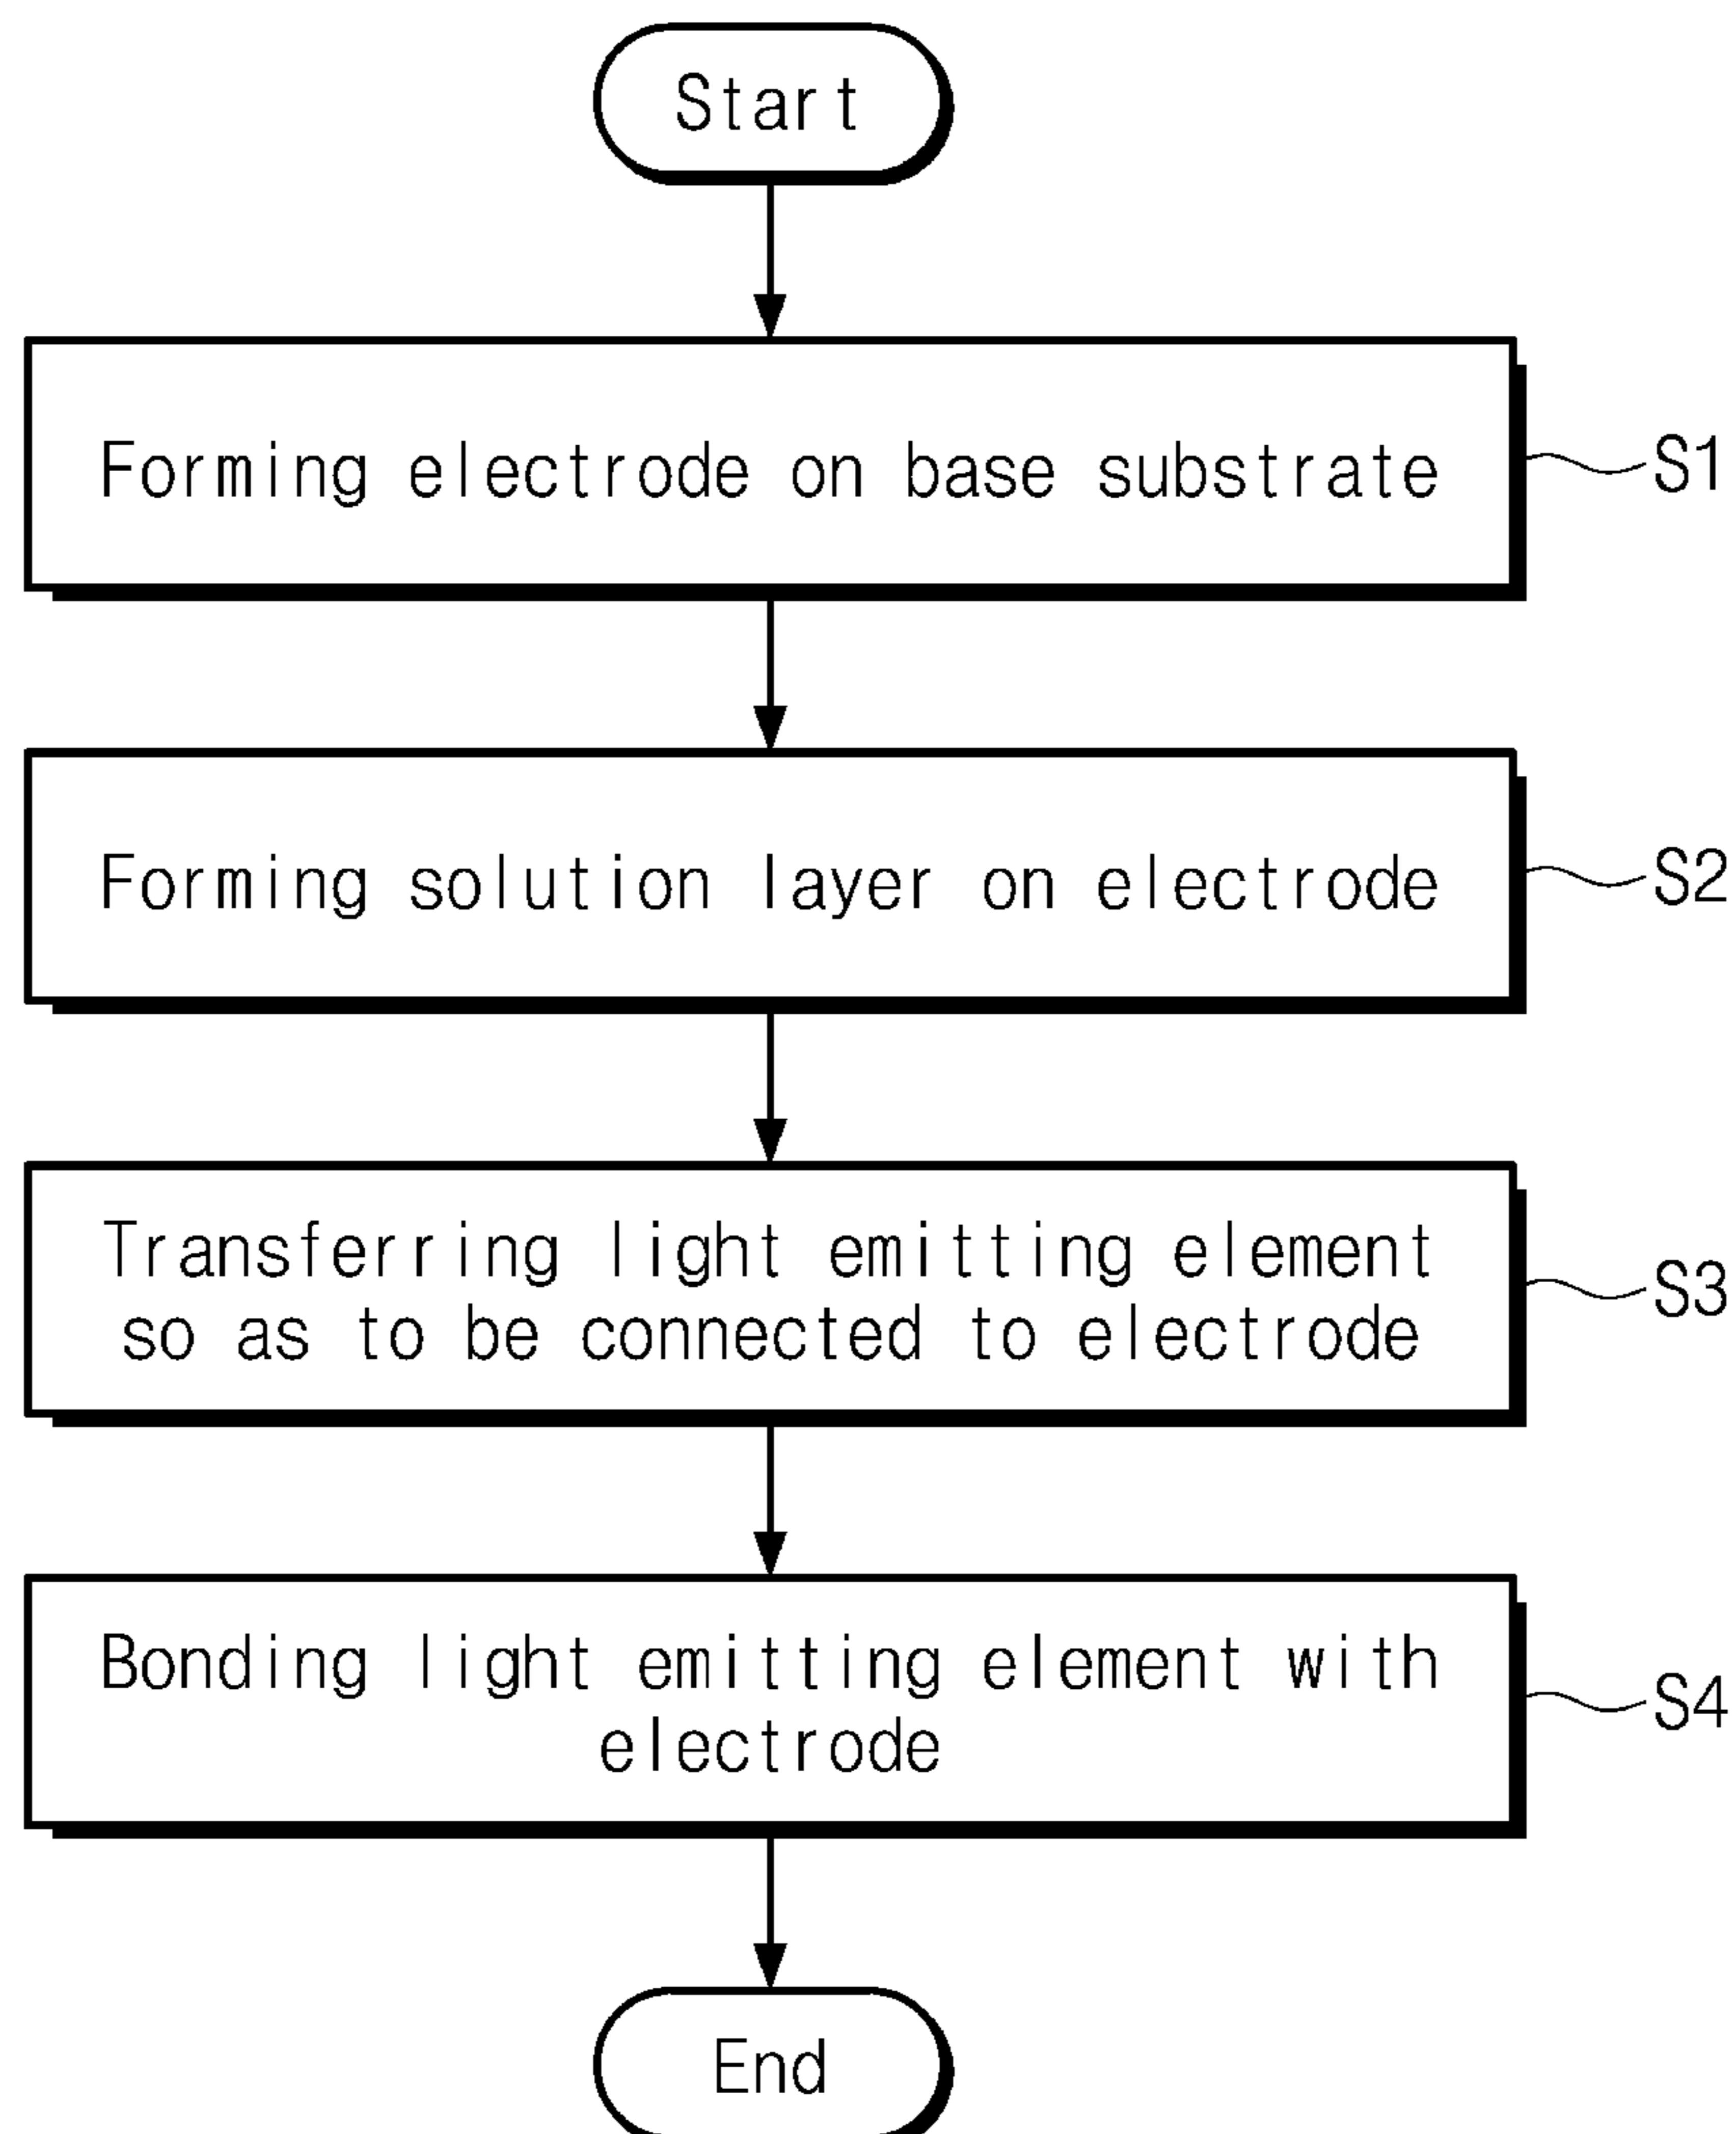 Start
Forming electrode on base substrate
S1
Forming solution layer on electrode
S2
Transferring light emitting element
so as to be connected to electrode
S3
Bonding light emitting element with
electrode
S4
End